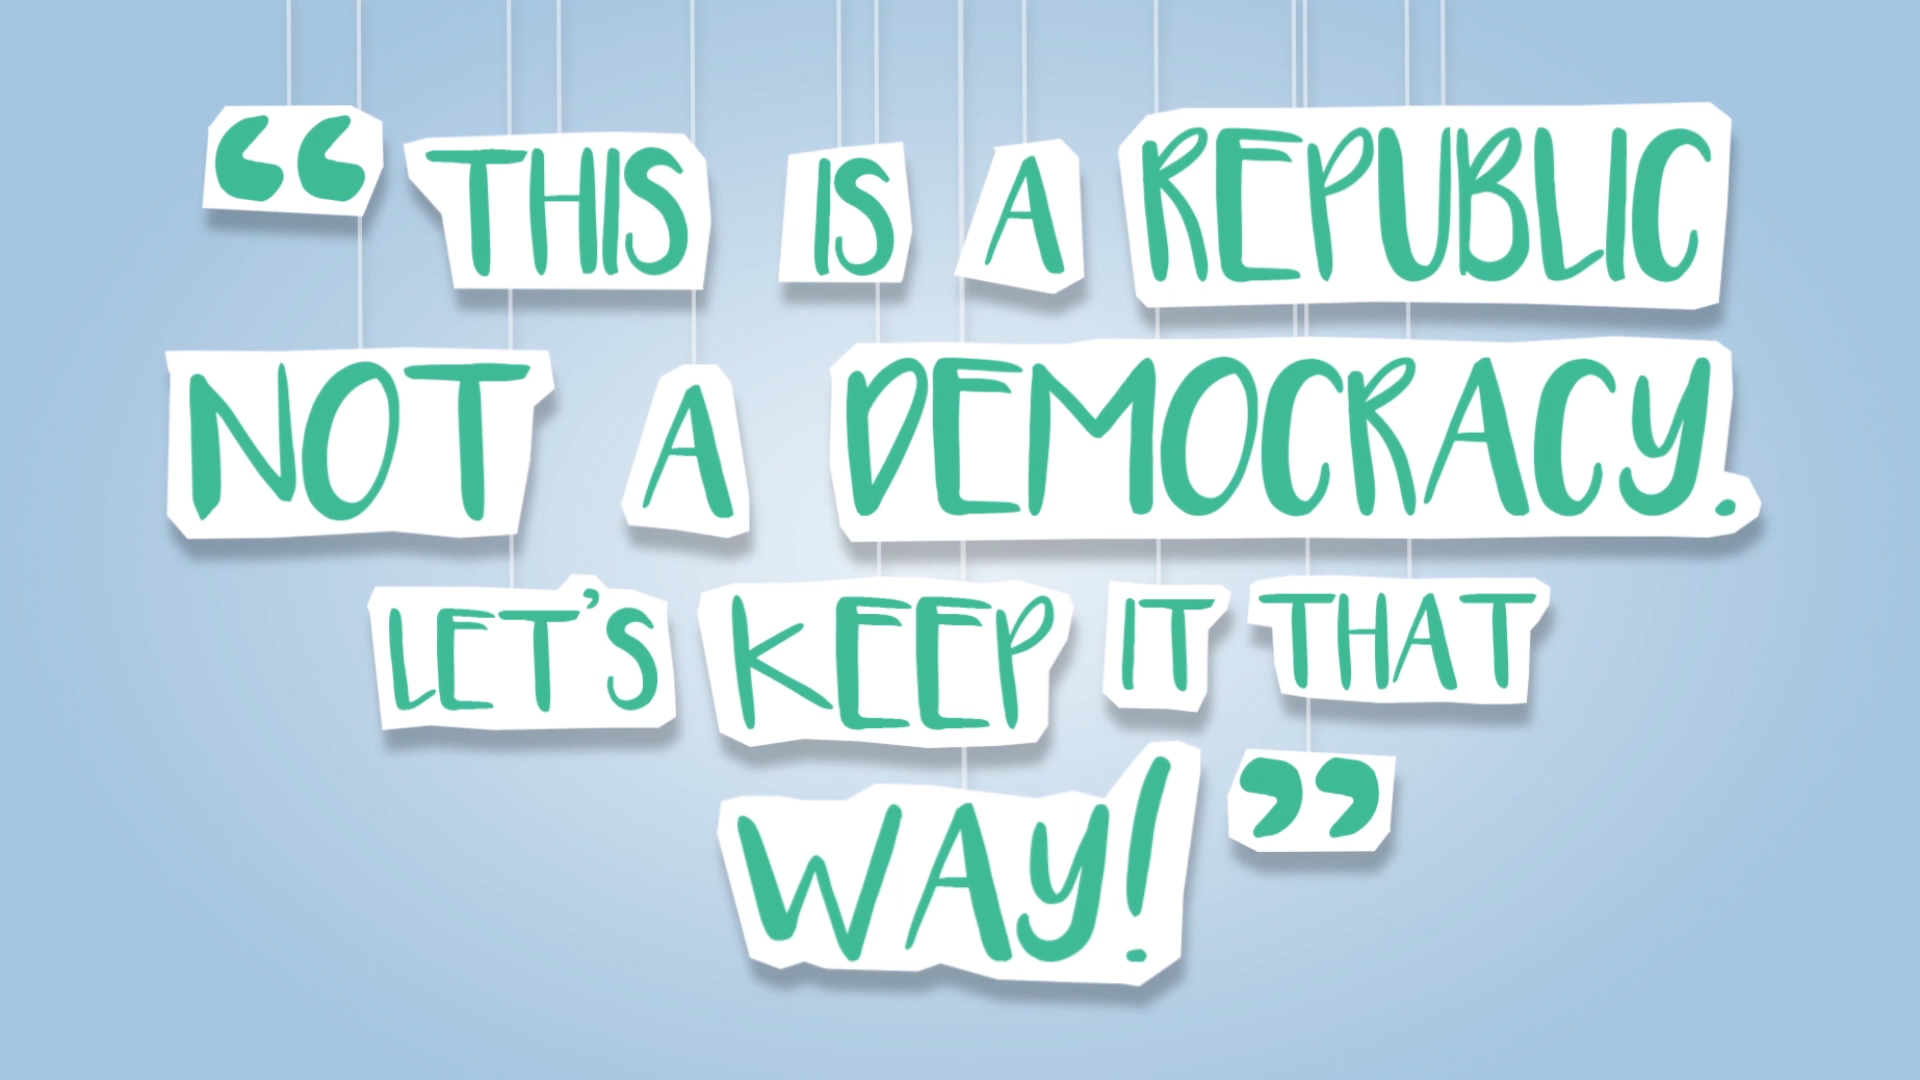 “THIS IS A REPUBLIC
NOT A DEMOCRACY.
LET'S KEEP IT THAT
WAY!”